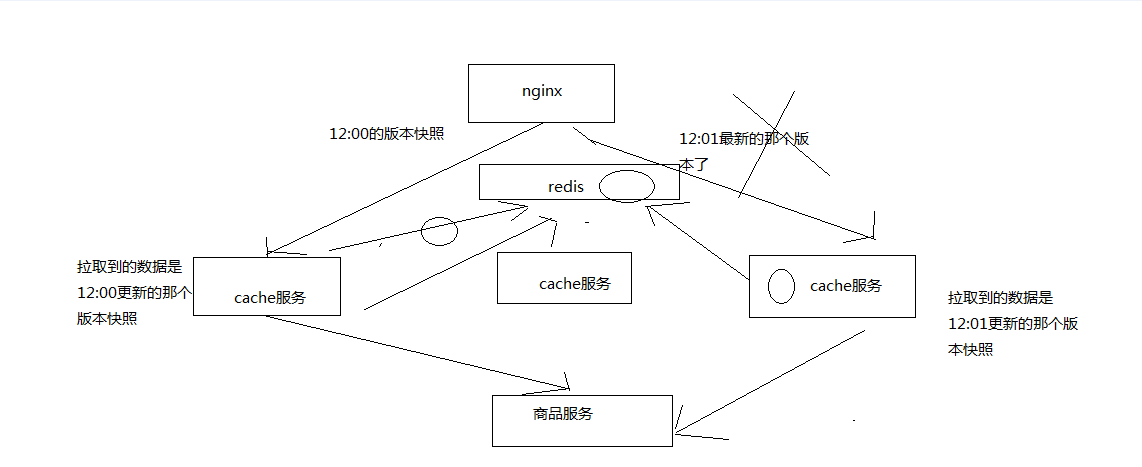 nginx
12:00的版本快照
12:01最新的那个版
本了
redis
拉取到的数据是
12:00更新的那个
版本快照
cache服务
cache服务
cache服务
拉取到的数据是
12:01更新的那个版
本快照
商品服务